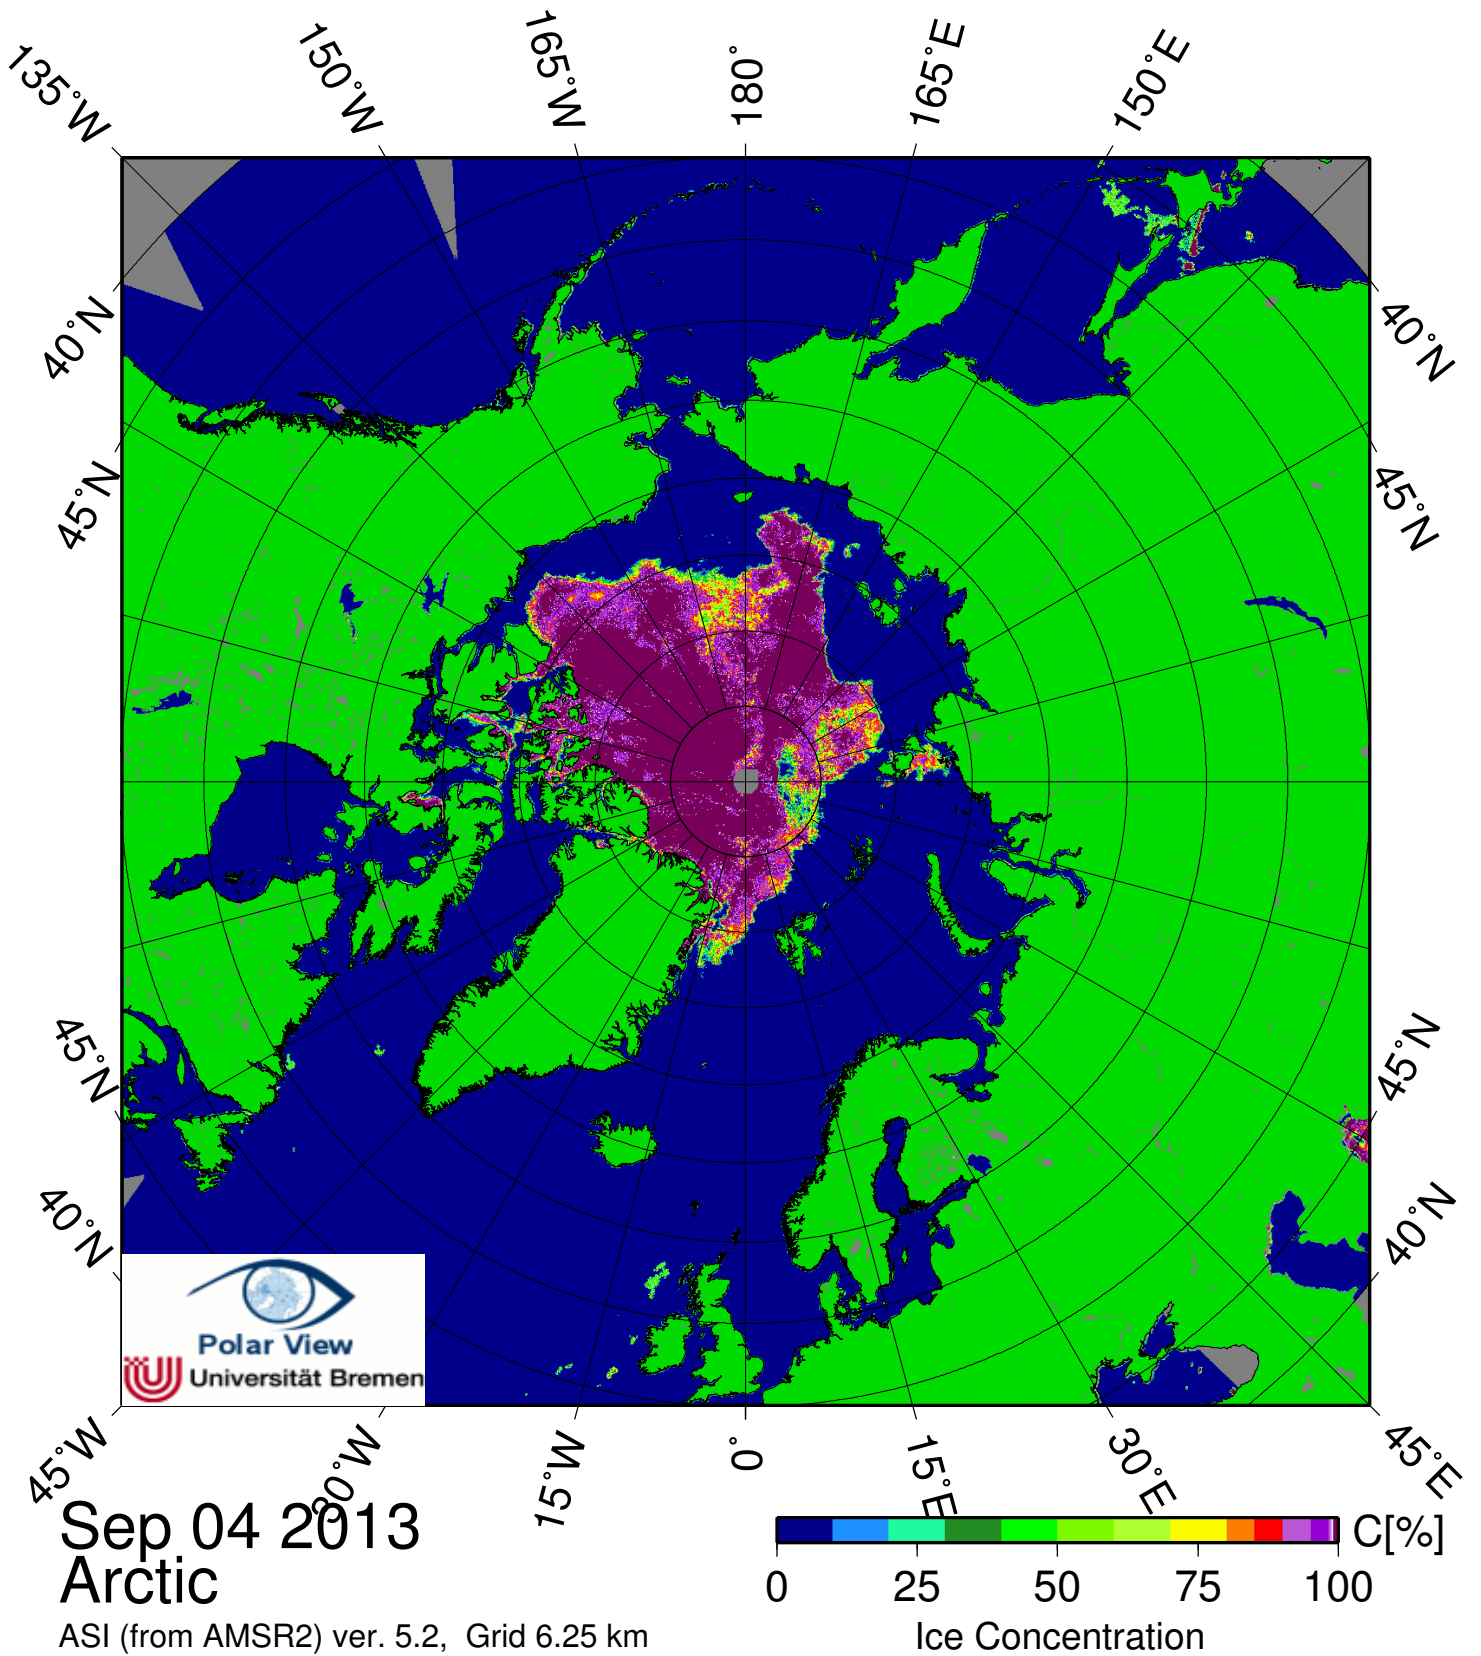 135°W
150°W
165°W
180°
165°E
150°E
40°N
40°N
45°N
45°N
45°N
45°N
40°N
40°N
Polar View
Universität Bremen
45°W
30°W
15°W
0°
15°E
30°E
45°E
Sep 04 2013
Arctic
ASI (from AMSR2) ver. 5.2, Grid 6.25 km
C[%]
0 25 50 75 100
Ice Concentration